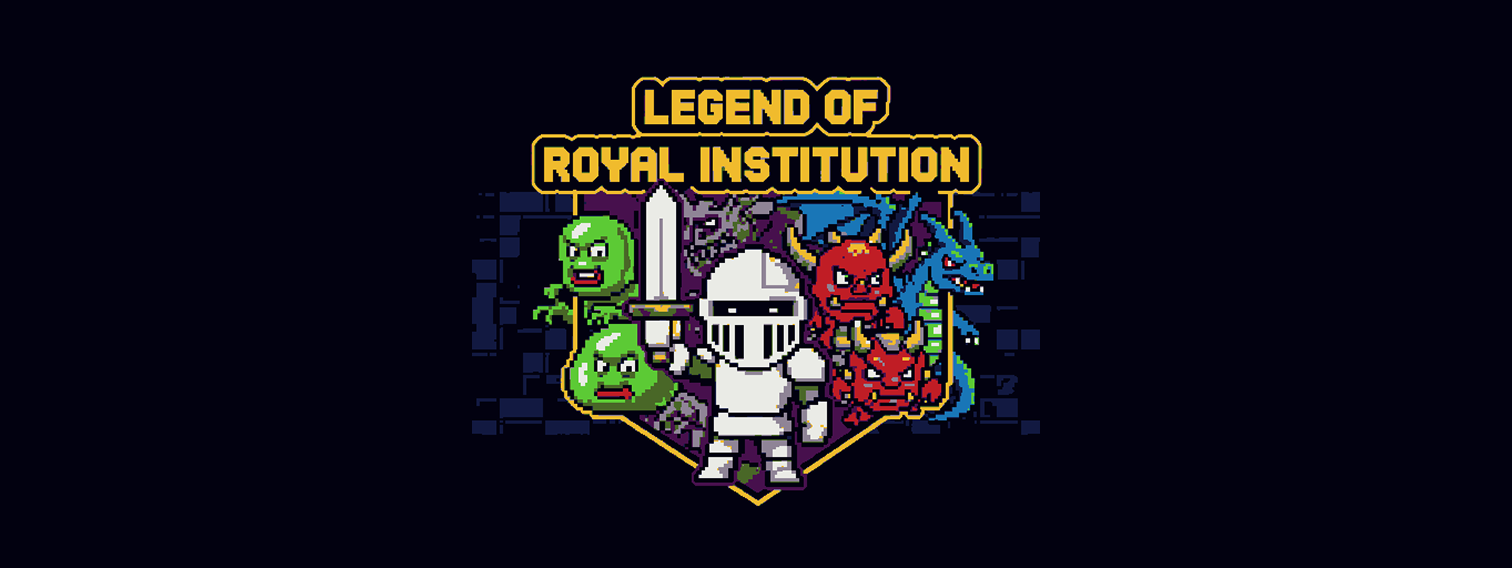 LEGEND OF
ROYAL INSTITUTION